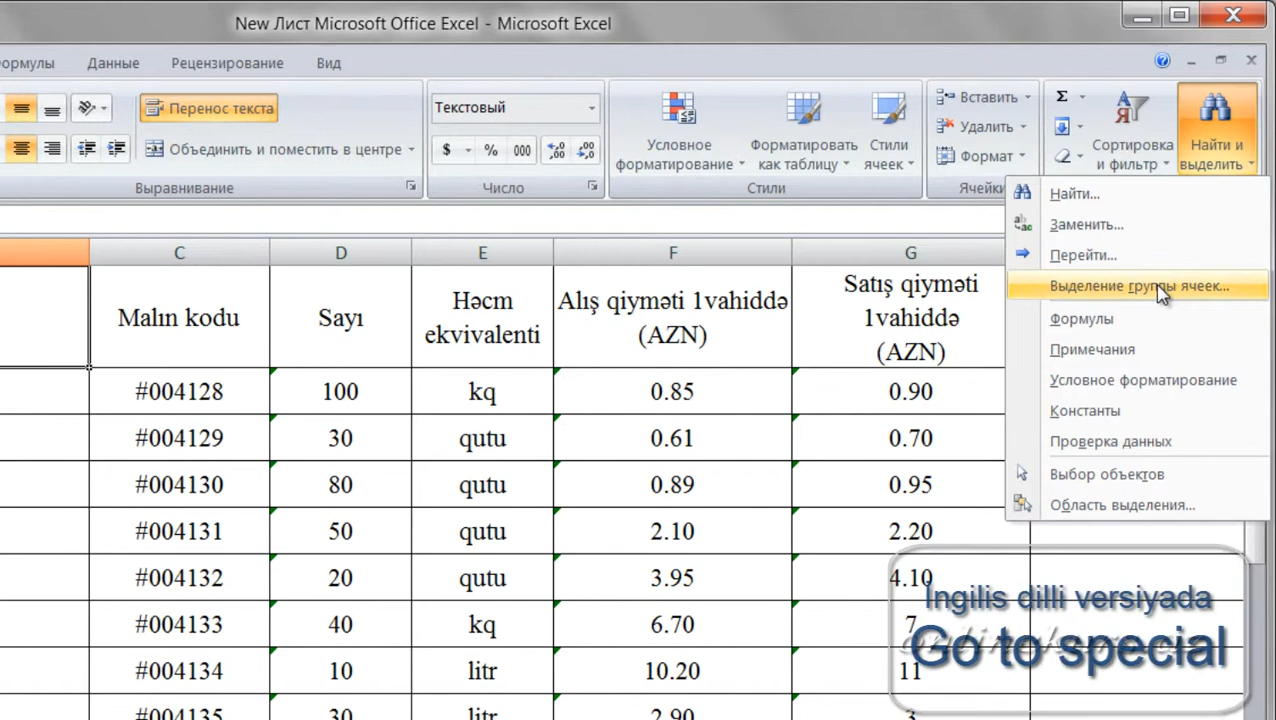 New Лист Microsoft Office Excel - Microsoft Excel
Формулы Данные Рецензирование Вид
Перенос текста
Объединить и поместить в центре
Выравнивание
Текстовый
$ % 000
Число
Условное форматирование
Форматировать как таблицу
Стили ячеек
Стили
Вставить
Удалить
Формат
Ячейки
Σ
Сортировка и фильтр
Найти и выделить
Найти...
Заменить...
Перейти...
Выделение группы ячеек...
Формулы
Примечания
Условное форматирование
Константы
Проверка данных
Выбор объектов
Область выделения...
C D E F G
Malın kodu Sayı Həcm ekvivalenti Alış qiyməti 1vahiddə (AZN) Satış qiyməti 1vahiddə (AZN)
#004128 100 kq 0.85 0.90
#004129 30 qutu 0.61 0.70
#004130 80 qutu 0.89 0.95
#004131 50 qutu 2.10 2.20
#004132 20 qutu 3.95 4.10
#004133 40 kq 6.70 7
#004134 10 litr 10.20 11
#004135 30 litr 2.90 3
İngilis dilli versiyada
Go to special